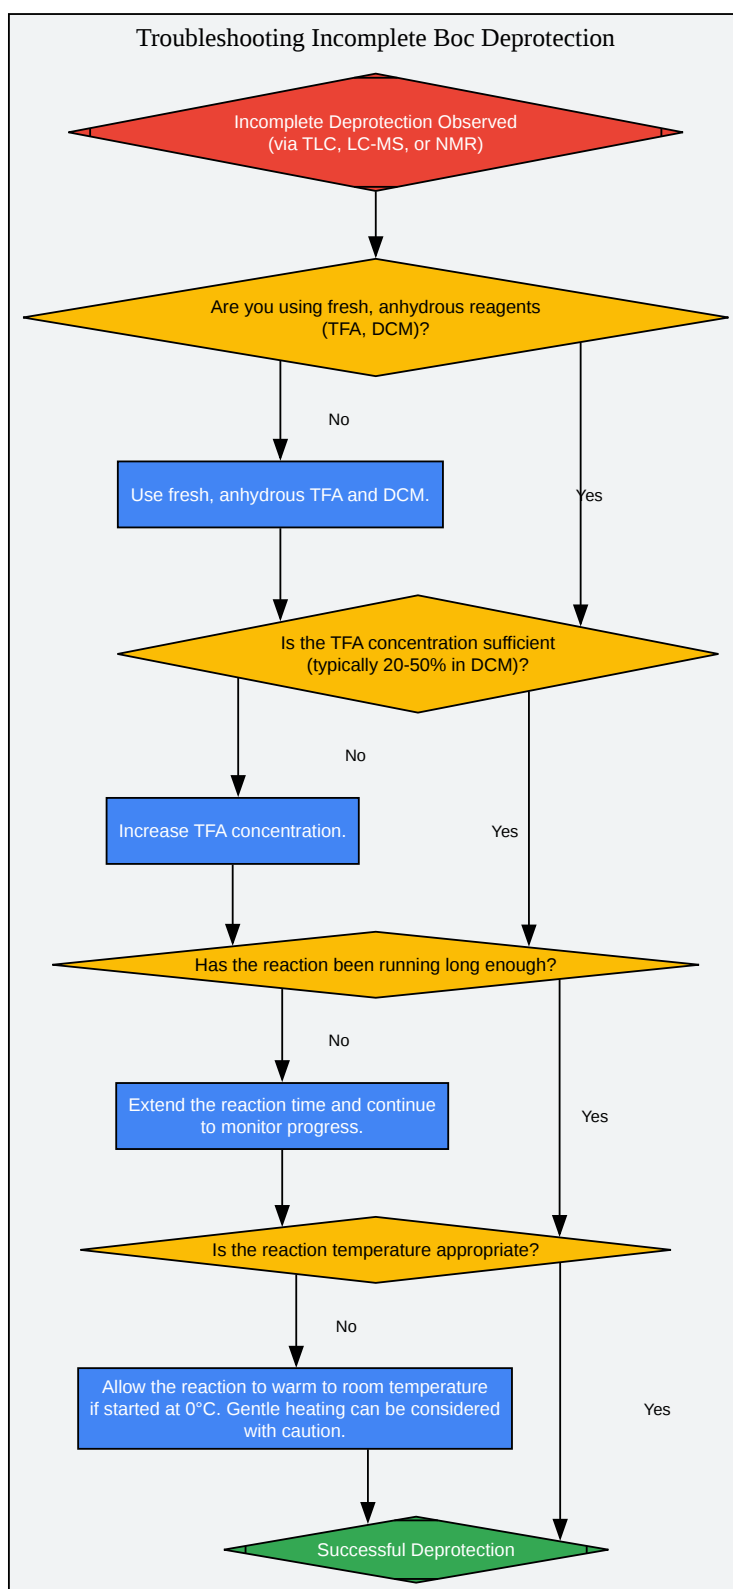 Troubleshooting Incomplete Boc Deprotection
Incomplete Deprotection Observed
(via TLC, LC-MS, or NMR)
Are you using fresh, anhydrous reagents
(TFA, DCM)?
No
Use fresh, anhydrous TFA and DCM.
Yes
Is the TFA concentration sufficient
(typically 20-50% in DCM)?
No
Increase TFA concentration.
Yes
Has the reaction been running long enough?
No
Extend the reaction time and continue
to monitor progress.
Yes
Is the reaction temperature appropriate?
No
Allow the reaction to warm to room temperature
if started at 0°C. Gentle heating can be considered
with caution.
Yes
Successful Deprotection